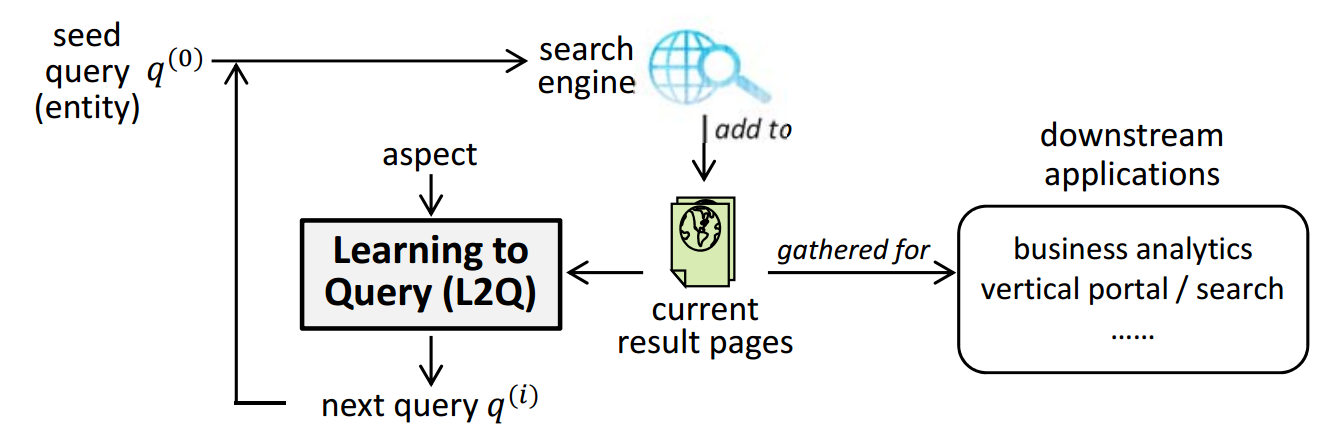 seed
query q^(0)
(entity)
search
engine
add to
aspect
downstream
applications
Learning to
Query (L2Q)
gathered for
business analytics
vertical portal / search
......
current
result pages
next query q^(i)